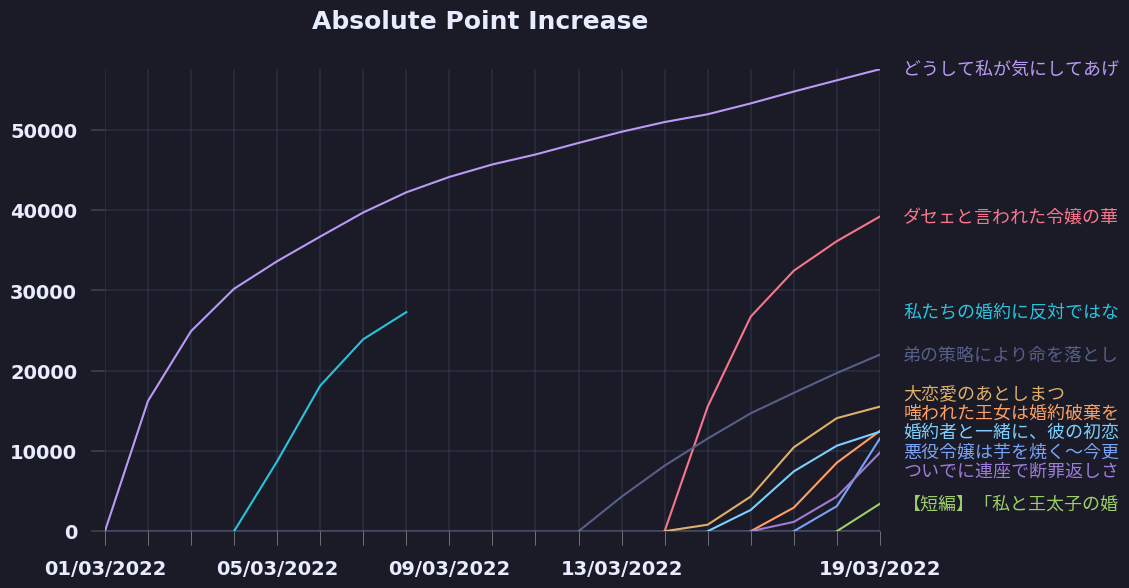 Absolute Point Increase
どうして私が気にしてあげ
50000
40000
ダセェと言われた令嬢の華
30000
私たちの婚約に反対ではな
弟の策略により命を落とし
20000
大恋愛のあとしまつ
嗤われた王女は婚約破棄を
婚約者と一緒に、彼の初恋
10000
悪役令嬢は芋を焼く〜今更
ついでに連座で断罪返しさ
【短編】「私と王太子の婚
0
01/03/2022
05/03/2022
09/03/2022
13/03/2022
19/03/2022